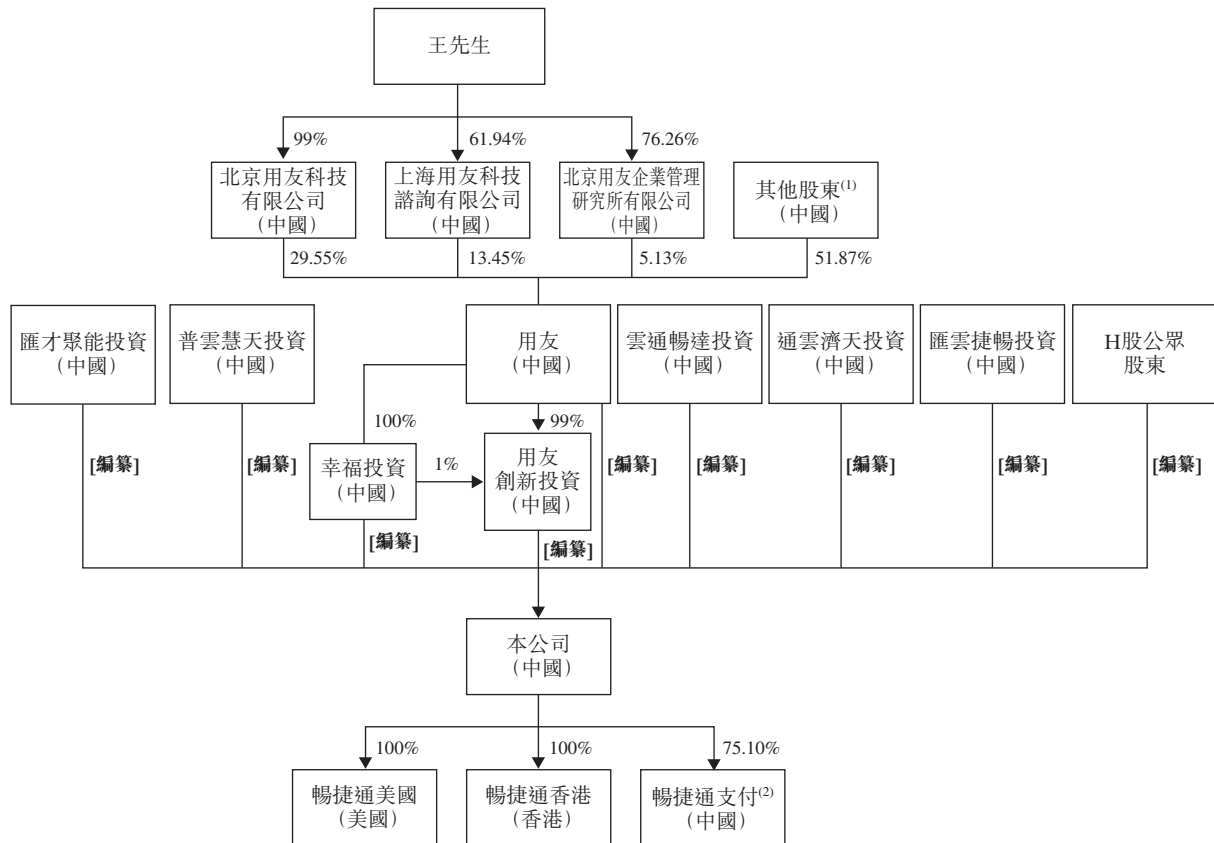 王先生
99%
61.94%
76.26%
北京用友科技
有限公司
（中國）
上海用友科技
諮詢有限公司
（中國）
北京用友企業管理
研究所有限公司
（中國）
其他股東(1)
（中國）
29.55%
13.45%
5.13%
51.87%
匯才聚能投資
（中國）
普雲慧天投資
（中國）
用友
（中國）
雲通暢達投資
（中國）
通雲濟天投資
（中國）
匯雲捷暢投資
（中國）
H股公眾
股東
100%
99%
[編纂]
[編纂]
幸福投資
（中國）
1%
用友
創新投資
（中國）
[編纂]
[編纂]
[編纂]
[編纂]
[編纂]
[編纂]
[編纂]
本公司
（中國）
100%
100%
75.10%
暢捷通美國
（美國）
暢捷通香港
（香港）
暢捷通支付(2)
（中國）